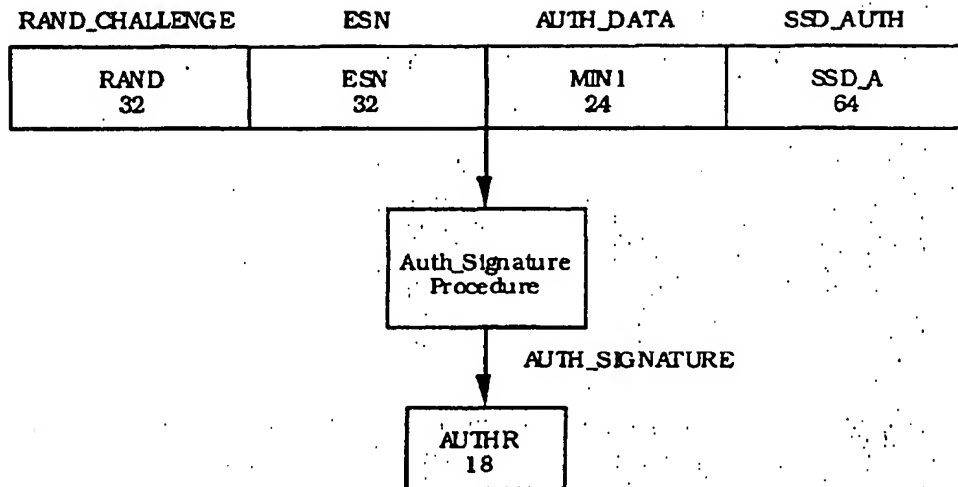 RAND_CHALLENGE ESN AUTH_DATA SSD_AUTH
RAND ESN MIN1 SSD_A
32 32 24 64
Auth_Signature
Procedure
AUTH_SIGNATURE
AUTHR
18